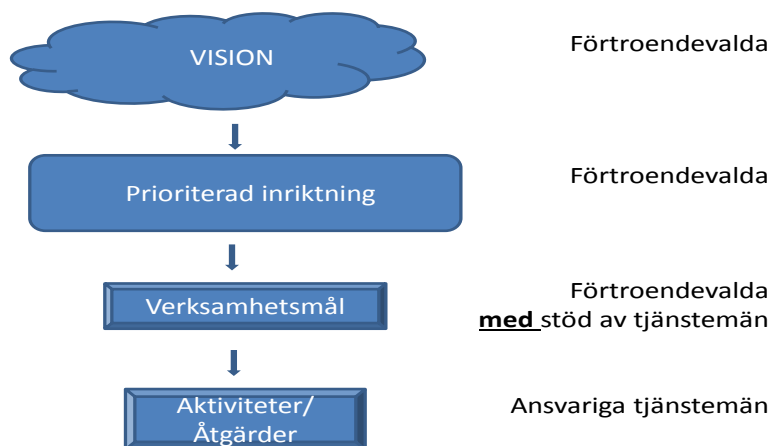 VISION
Förtroendevalda
Prioriterad inriktning
Förtroendevalda
Verksamhetsmål
Förtroendevalda
med stöd av tjänstemän
Aktiviteter/
Åtgärder
Ansvariga tjänstemän